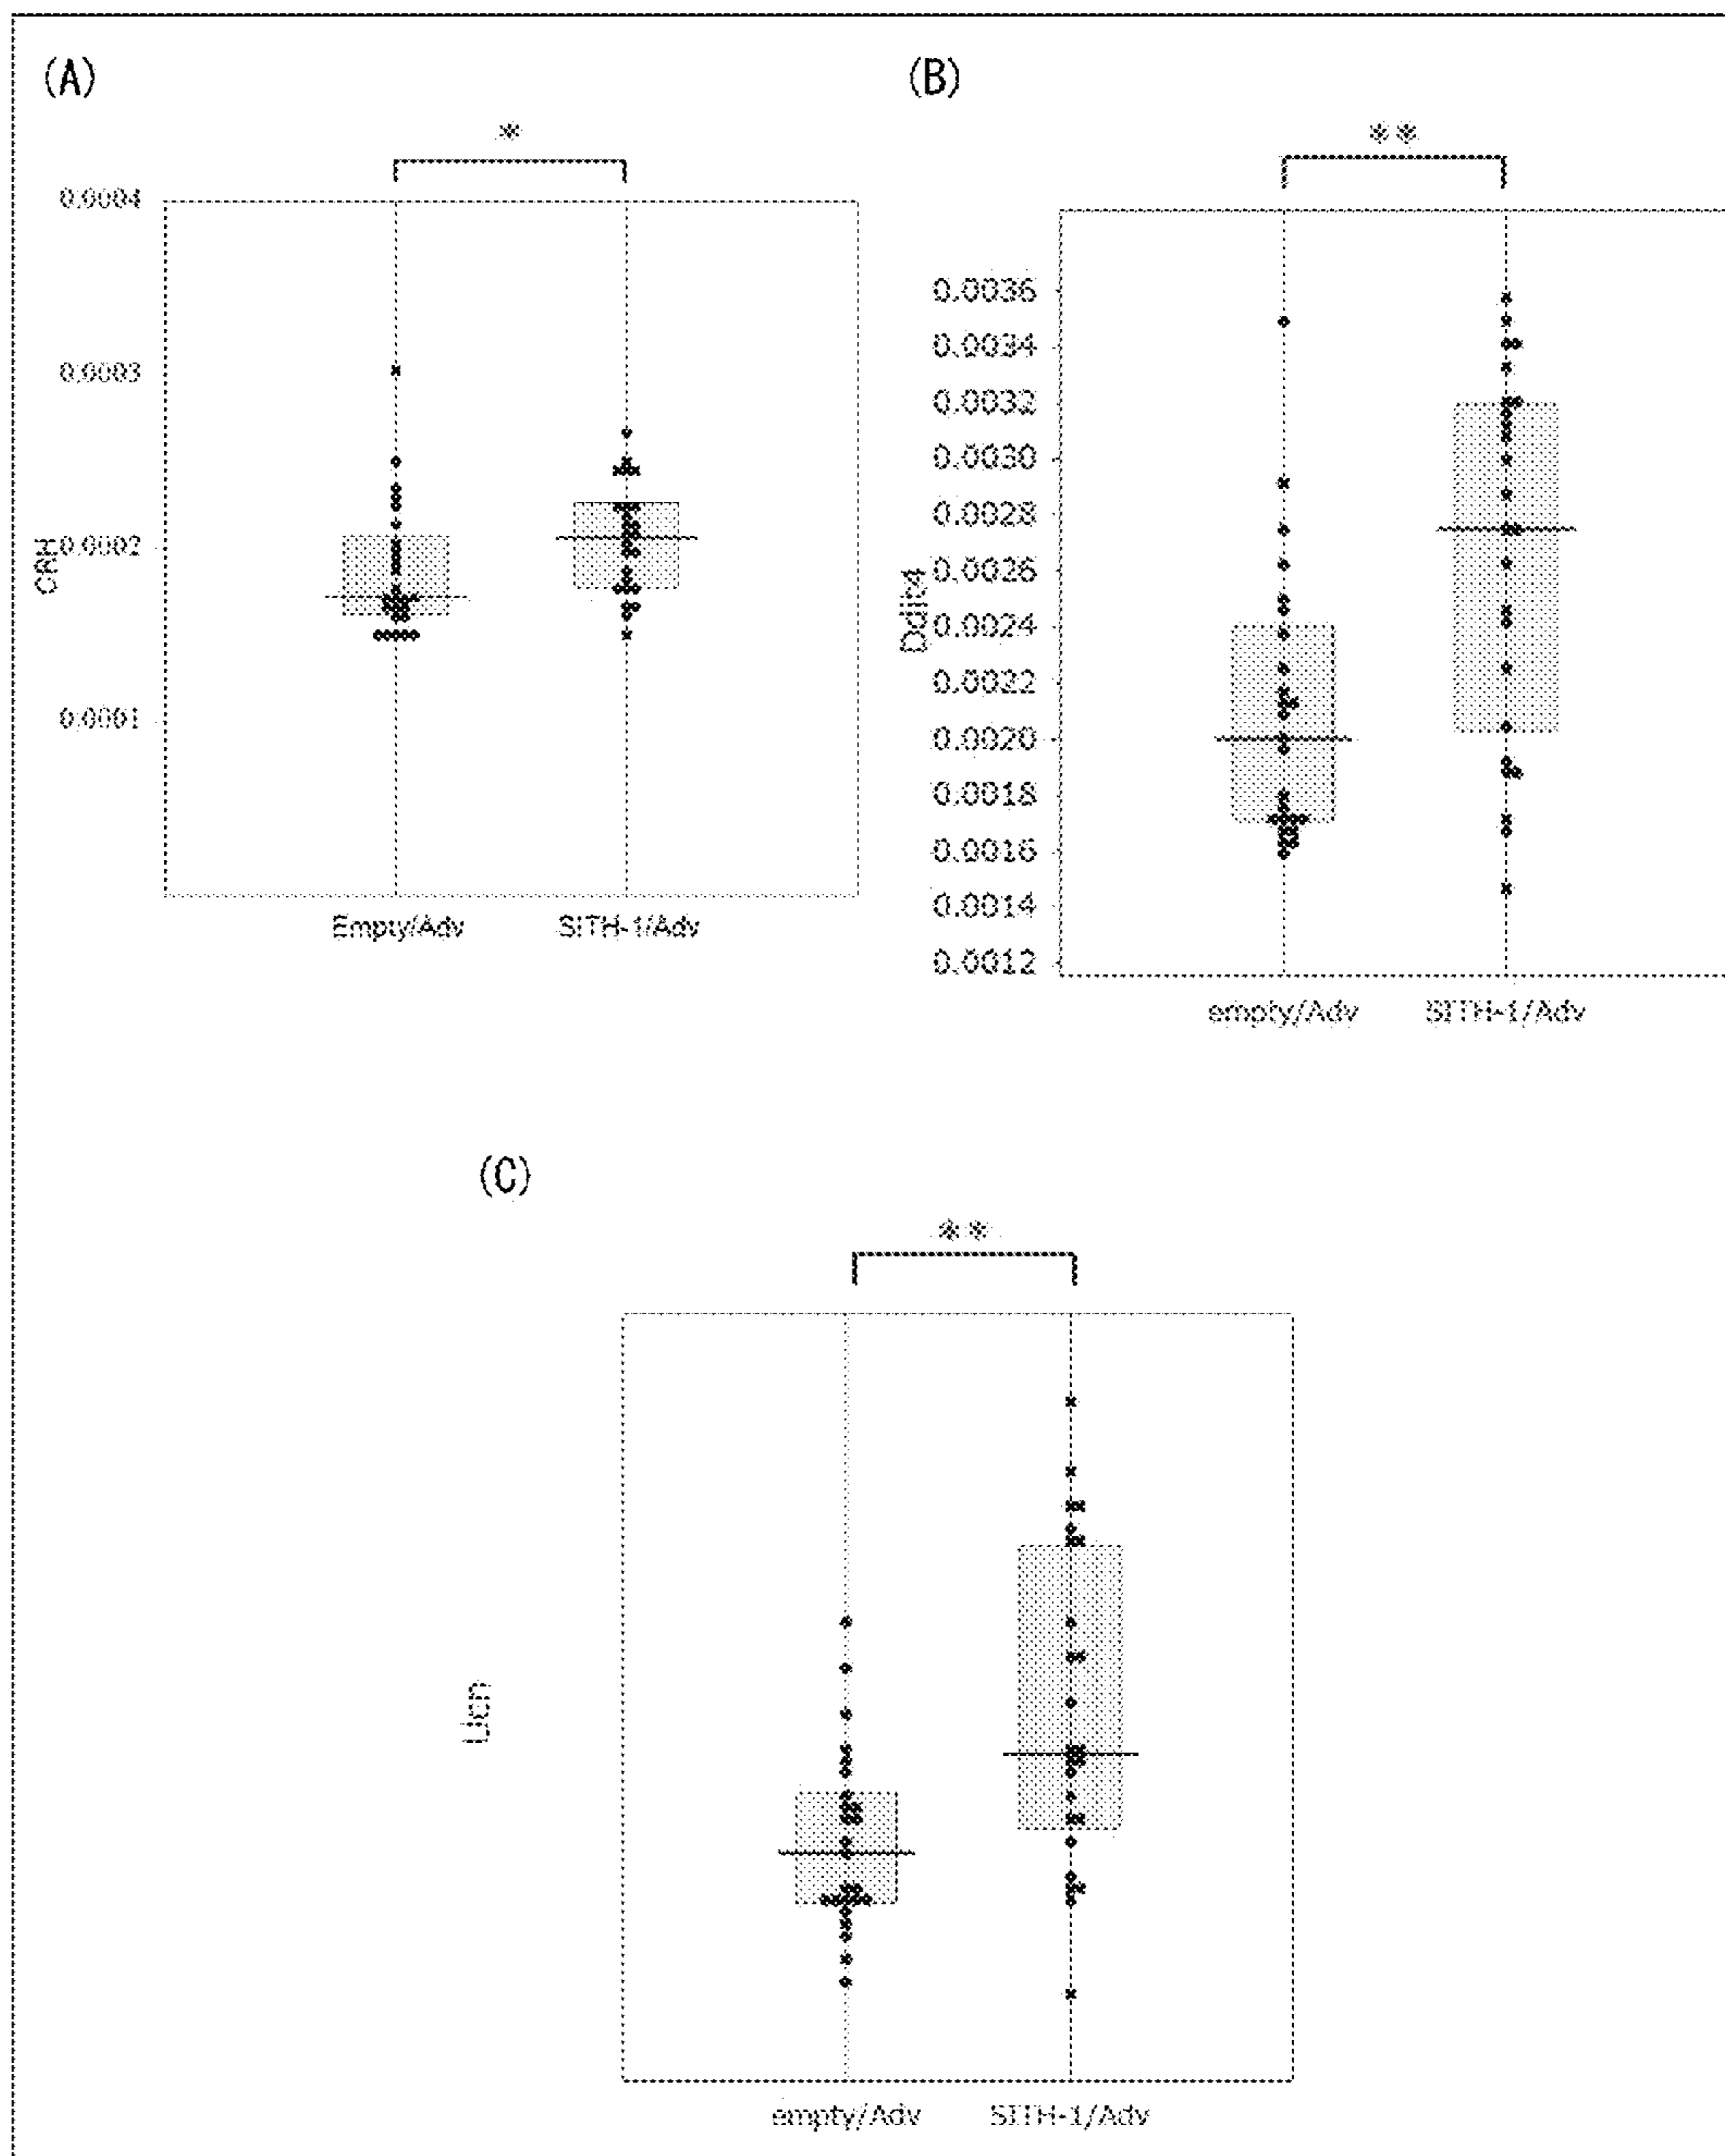 (A)
*
0.0004
0.0003
0.0002
0.0001
CRH
Empty/Adv SITH-1/Adv
(B)
**
0.0036
0.0034
0.0032
0.0030
0.0028
0.0026
0.0024
0.0022
0.0020
0.0018
0.0016
0.0014
0.0012
Ddit4
empty/Adv SITH-1/Adv
(C)
**
Ucn
empty/Adv SITH-1/Adv